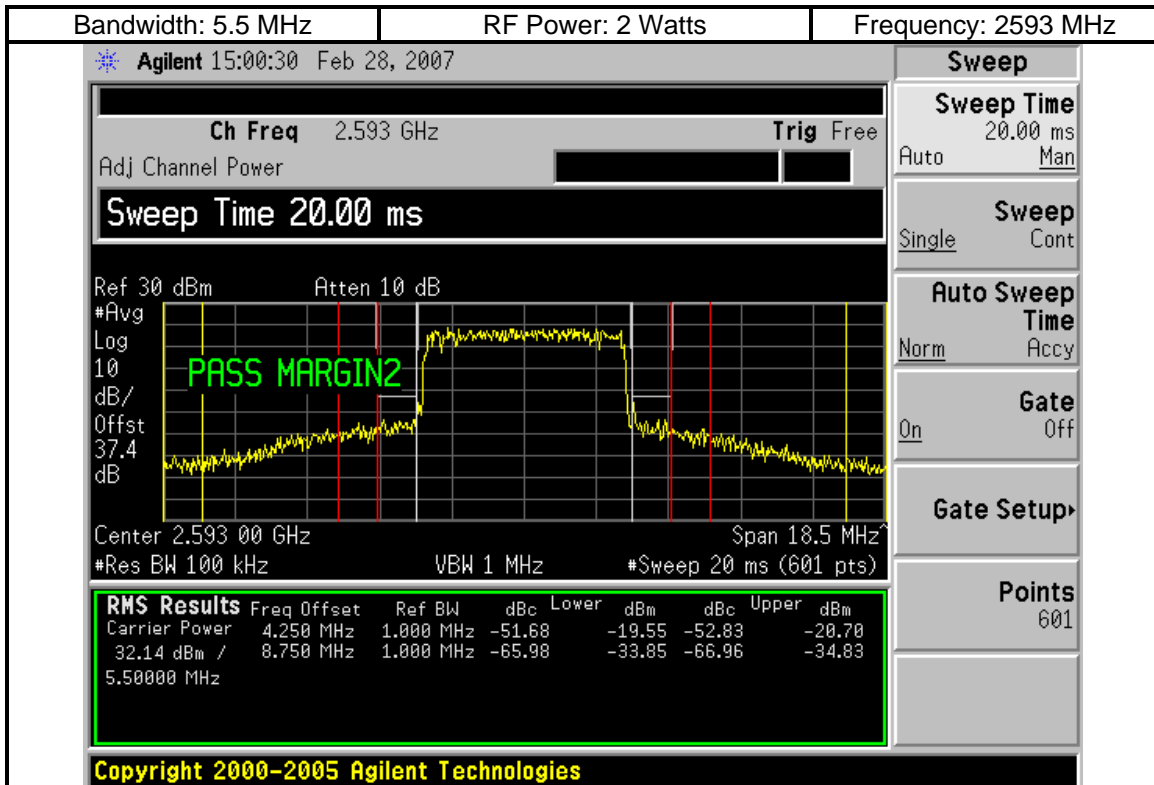 Bandwidth: 5.5 MHz RF Power: 2 Watts Frequency: 2593 MHz
Agilent 15:00:30 Feb 28, 2007 Sweep
Ch Freq 2.593 GHz Trig Free
Adj Channel Power
Sweep Time 20.00 ms
Ref 30 dBm Atten 10 dB
#Avg
Log
10
dB/
Offst
37.4
dB
PASS MARGIN2
Center 2.593 00 GHz Span 18.5 MHz^
#Res BW 100 kHz VBW 1 MHz #Sweep 20 ms (601 pts)
RMS Results Freq Offset Ref BW dBc Lower dBm dBc Upper dBm
Carrier Power 4.250 MHz 1.000 MHz -51.68 -19.55 -52.83 -20.70
32.14 dBm / 8.750 MHz 1.000 MHz -65.98 -33.85 -66.96 -34.83
5.50000 MHz
Sweep Time
20.00 ms
Auto Man
Sweep
Single Cont
Auto Sweep
Time
Norm Accy
Gate
On Off
Gate Setup▸
Points
601
Copyright 2000-2005 Agilent Technologies